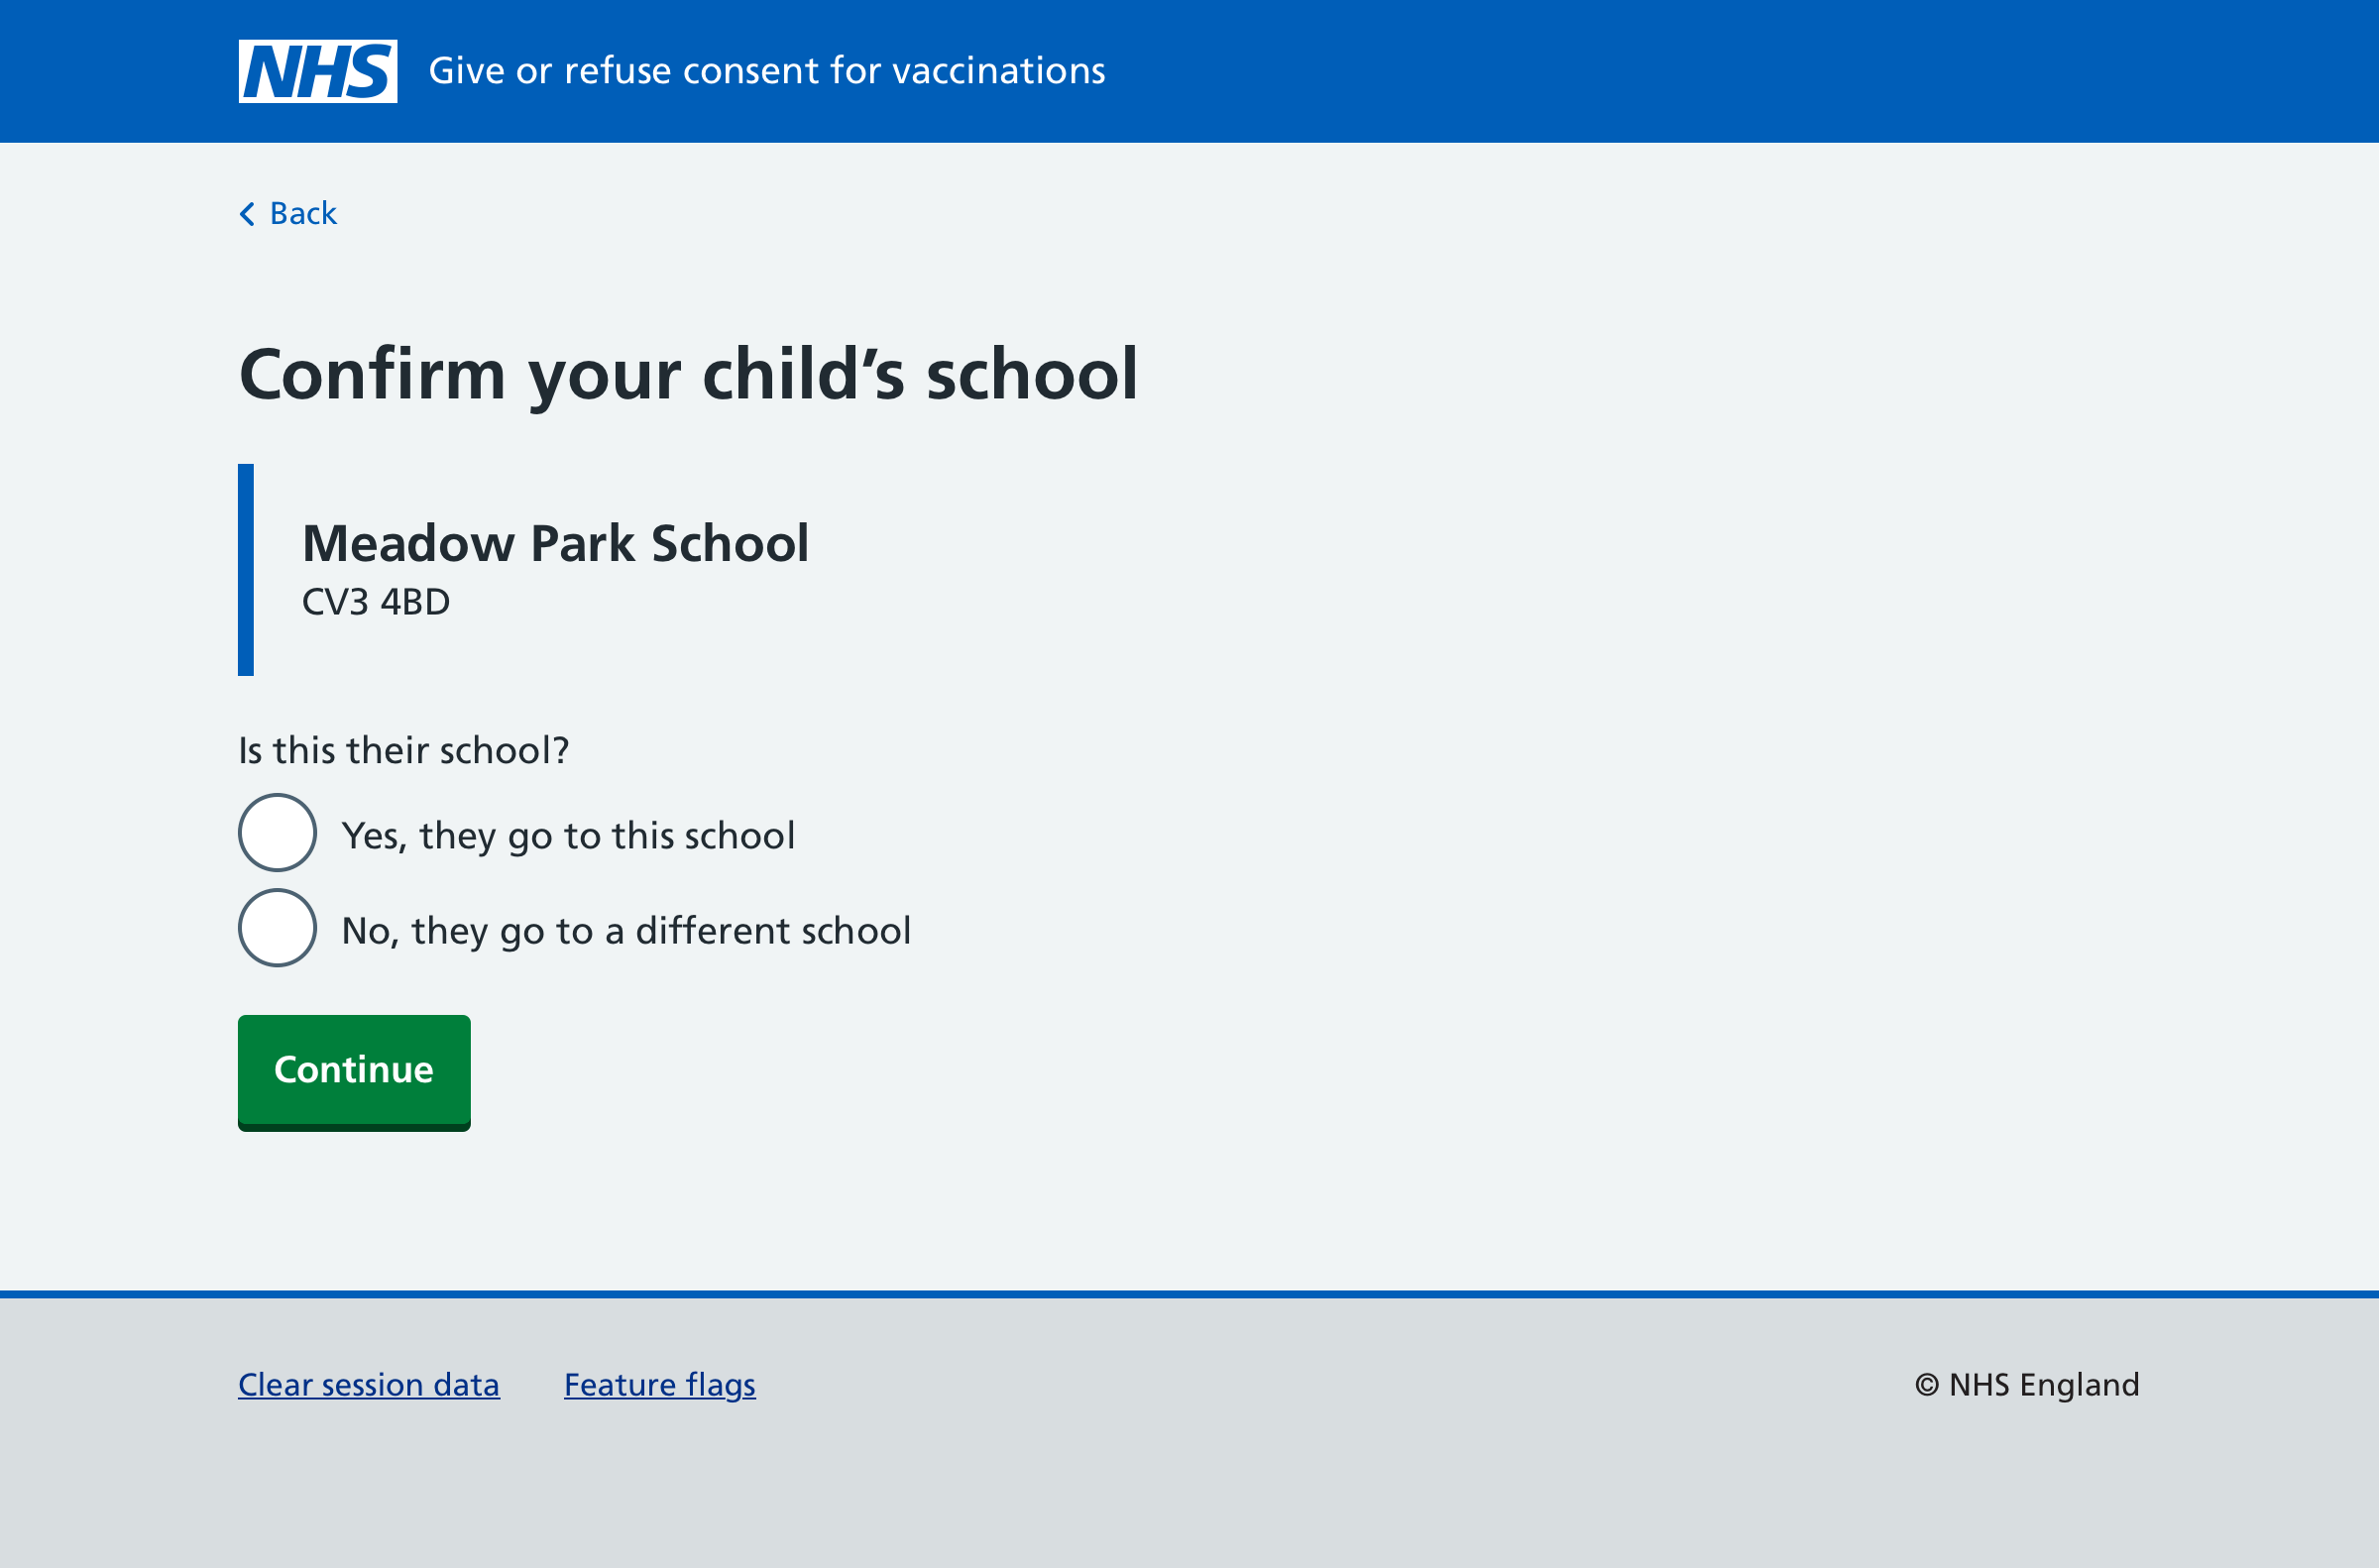 NHS Give or refuse consent for vaccinations
Back
Confirm your child’s school
Meadow Park School
CV3 4BD
Is this their school?
Yes, they go to this school
No, they go to a different school
Continue
Clear session data Feature flags © NHS England